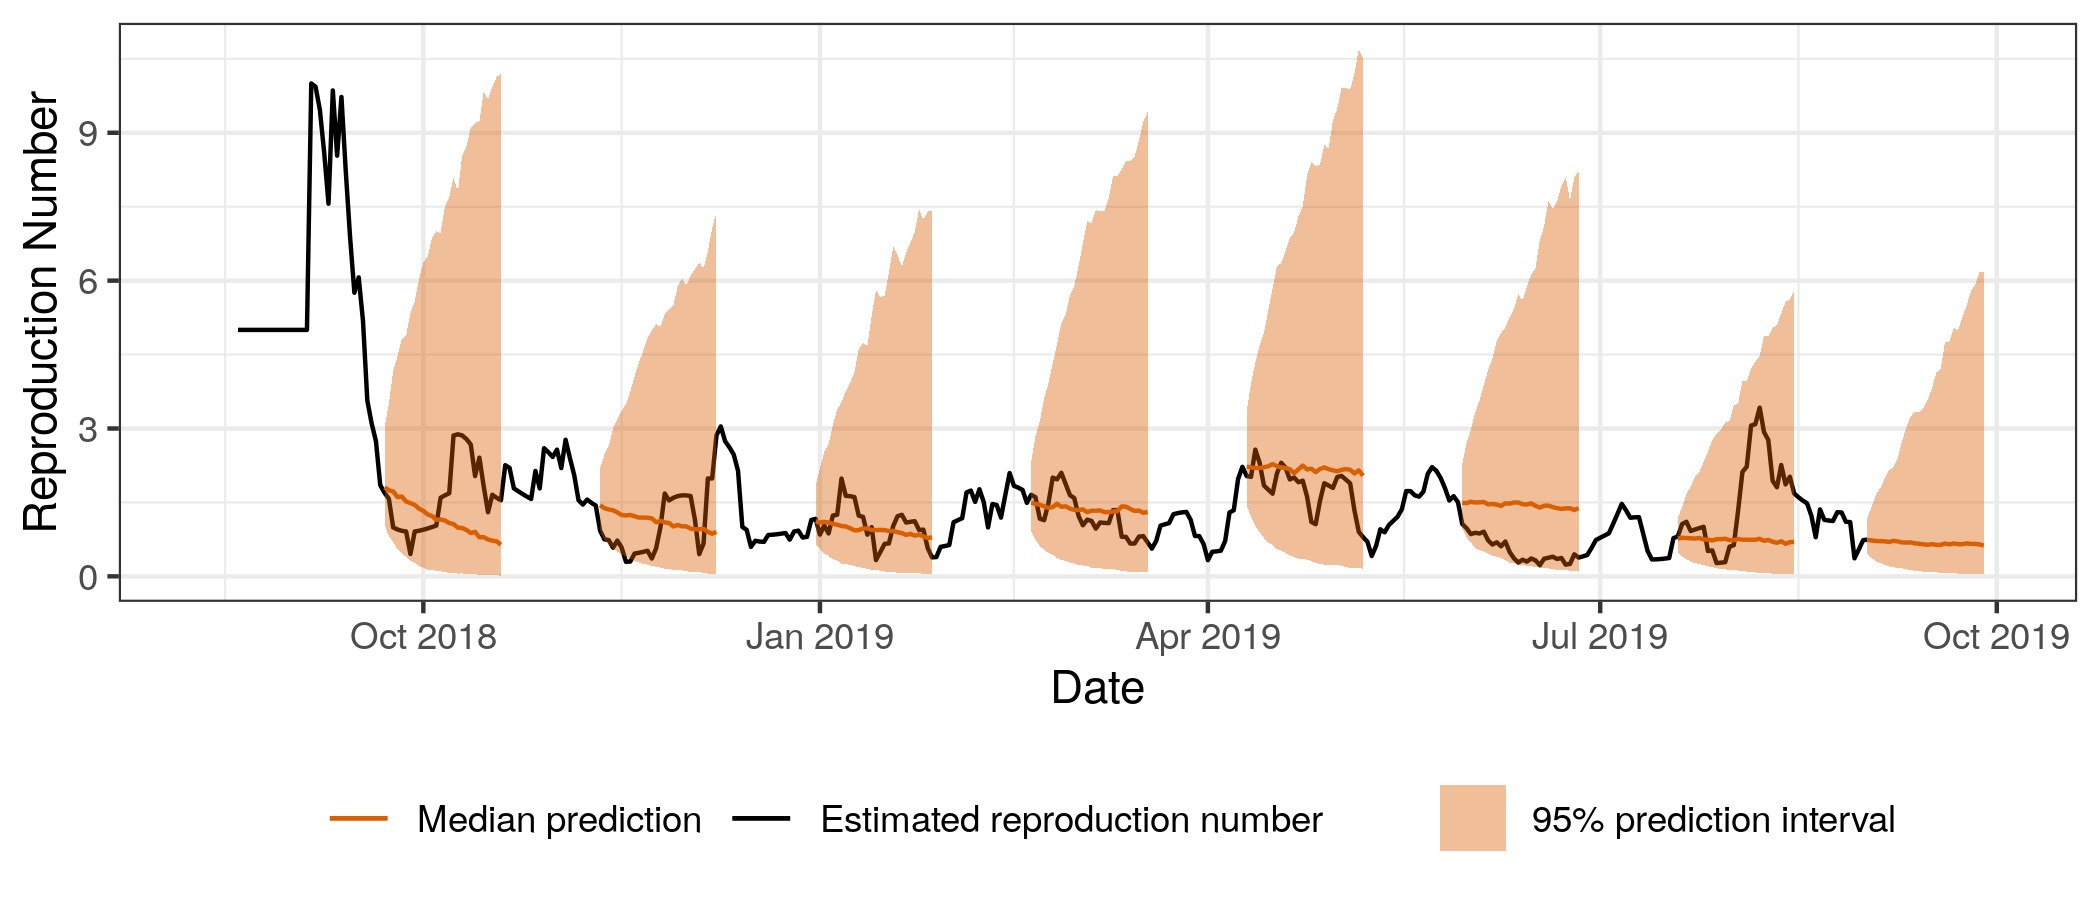 Reproduction Number
9
6
3
0
Oct 2018
Jan 2019
Apr 2019
Jul 2019
Oct 2019
Date
Median prediction
Estimated reproduction number
95% prediction interval